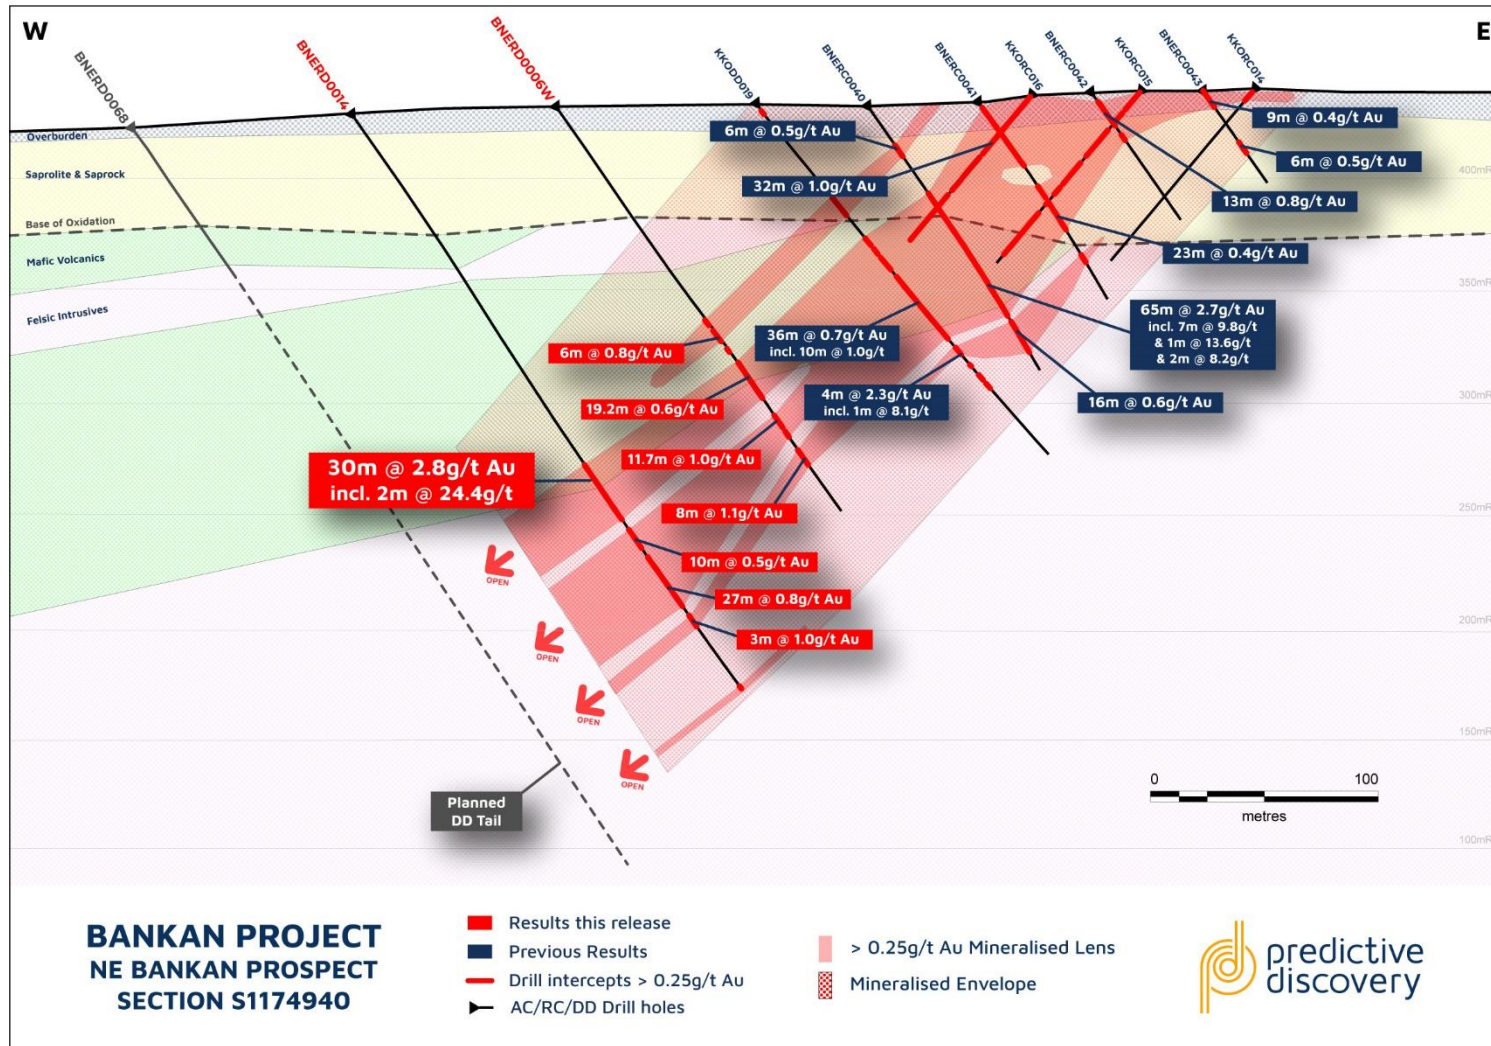 W
E
BNERD0068
BNERD0014
BNERD0006W
KKODD019
BNERC0040
BNERC0041
KKORC016
BNERC0042
KKORC015
BNERC0043
KKORC014
Overburden
Saprolite & Saprock
Base of Oxidation
Mafic Volcanics
Felsic Intrusives
6m @ 0.5g/t Au
32m @ 1.0g/t Au
9m @ 0.4g/t Au
6m @ 0.5g/t Au
13m @ 0.8g/t Au
23m @ 0.4g/t Au
65m @ 2.7g/t Au
incl. 7m @ 9.8g/t
& 1m @ 13.6g/t
& 2m @ 8.2g/t
36m @ 0.7g/t Au
incl. 10m @ 1.0g/t
4m @ 2.3g/t Au
incl. 1m @ 8.1g/t
16m @ 0.6g/t Au
6m @ 0.8g/t Au
19.2m @ 0.6g/t Au
11.7m @ 1.0g/t Au
30m @ 2.8g/t Au
incl. 2m @ 24.4g/t
8m @ 1.1g/t Au
10m @ 0.5g/t Au
27m @ 0.8g/t Au
3m @ 1.0g/t Au
OPEN
OPEN
OPEN
OPEN
400mR
350mR
300mR
250mR
200mR
150mR
100mR
Planned
DD Tail
0 100
metres
BANKAN PROJECT
NE BANKAN PROSPECT
SECTION S1174940
Results this release
Previous Results
Drill intercepts > 0.25g/t Au
AC/RC/DD Drill holes
> 0.25g/t Au Mineralised Lens
Mineralised Envelope
predictive
discovery